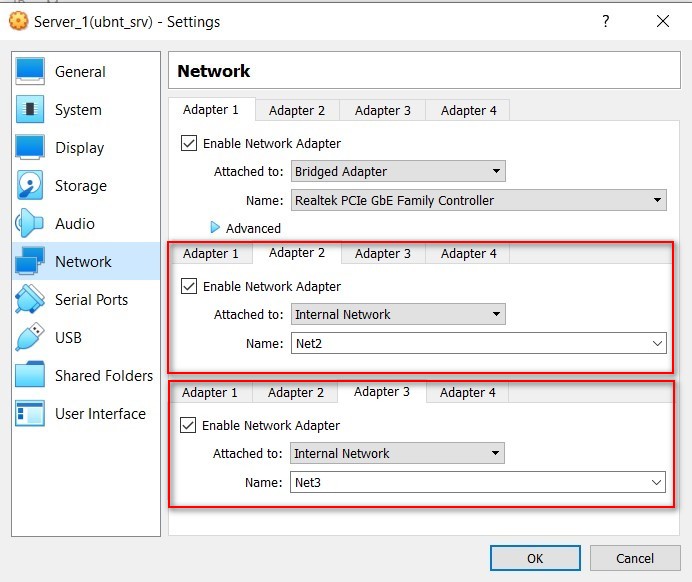 Server_1(ubnt_srv) - Settings
?
General
System
Display
Storage
Audio
Network
Serial Ports
USB
Shared Folders
User Interface
Network
Adapter 1 Adapter 2 Adapter 3 Adapter 4
Enable Network Adapter
Attached to: Bridged Adapter
Name: Realtek PCIe GbE Family Controller
Advanced
Adapter 1 Adapter 2 Adapter 3 Adapter 4
Enable Network Adapter
Attached to: Internal Network
Name: Net2
Adapter 1 Adapter 2 Adapter 3 Adapter 4
Enable Network Adapter
Attached to: Internal Network
Name: Net3
OK Cancel